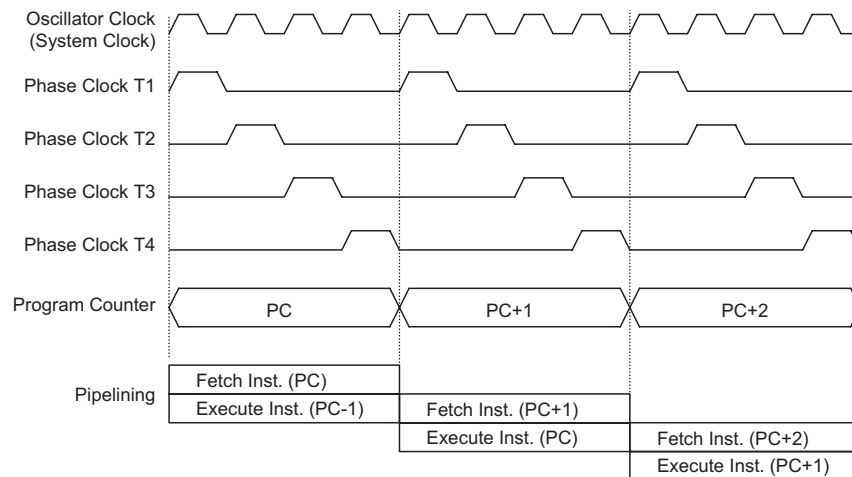 Oscillator Clock
(System Clock)
Phase Clock T1
Phase Clock T2
Phase Clock T3
Phase Clock T4
Program Counter
PC
PC+1
PC+2
Pipelining
Fetch Inst. (PC)
Execute Inst. (PC-1)
Fetch Inst. (PC+1)
Execute Inst. (PC)
Fetch Inst. (PC+2)
Execute Inst. (PC+1)